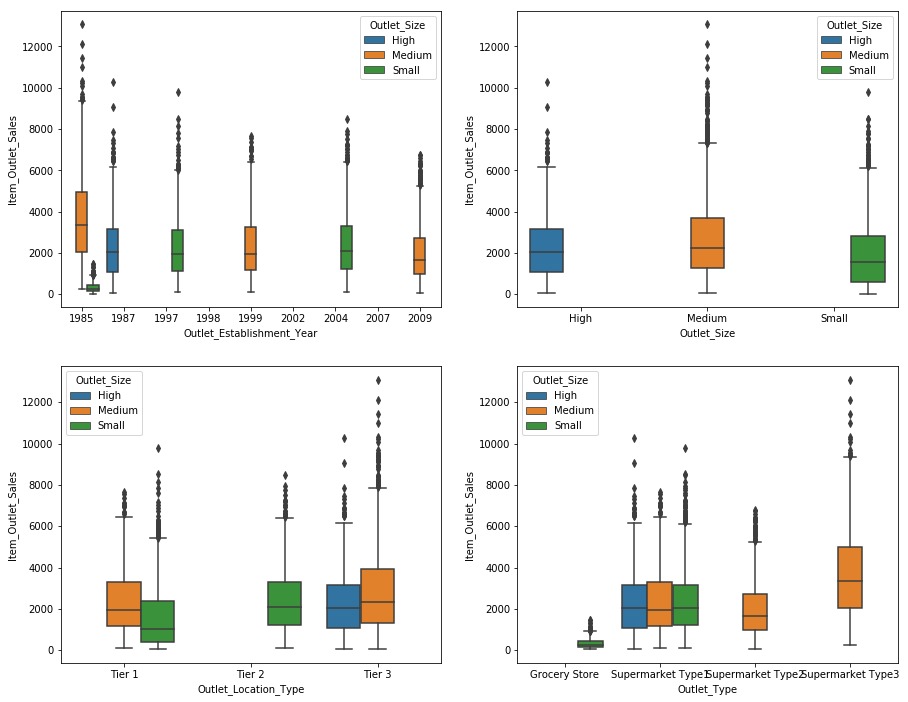 Outlet_Size
High
Medium
Small
12000
10000
8000
6000
4000
2000
0
Item_Outlet_Sales
1985 1987 1997 1998 1999 2002 2004 2007 2009
Outlet_Establishment_Year
Outlet_Size
High
Medium
Small
12000
10000
8000
6000
4000
2000
0
Item_Outlet_Sales
High Medium Small
Outlet_Size
Outlet_Size
High
Medium
Small
12000
10000
8000
6000
4000
2000
0
Item_Outlet_Sales
Tier 1 Tier 2 Tier 3
Outlet_Location_Type
Outlet_Size
High
Medium
Small
12000
10000
8000
6000
4000
2000
0
Item_Outlet_Sales
Grocery Store Supermarket Type1 Supermarket Type2 Supermarket Type3
Outlet_Type